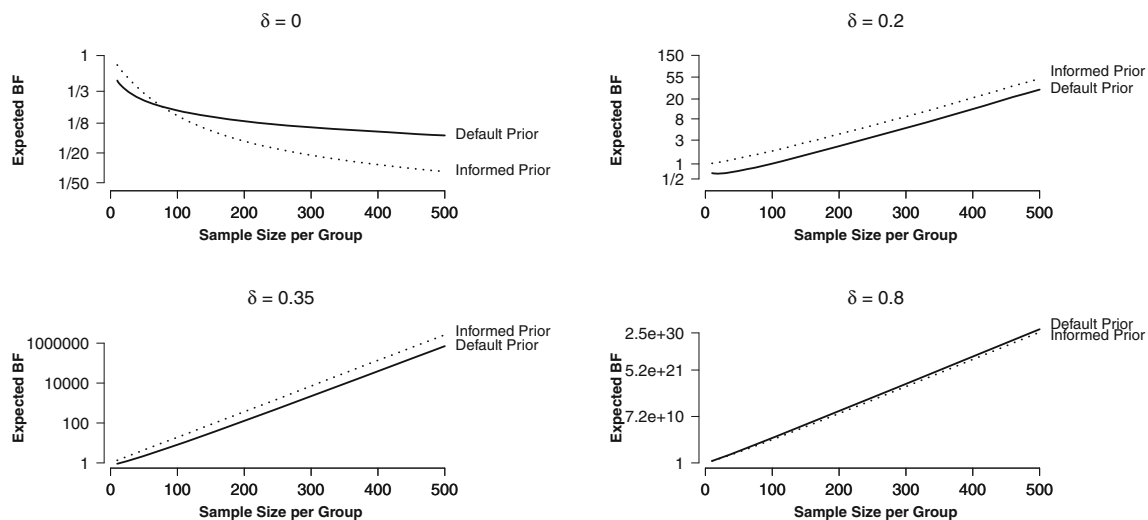 δ = 0
Expected BF
1
1/3
1/8
1/20
1/50
Default Prior
Informed Prior
0 100 200 300 400 500
Sample Size per Group
δ = 0.2
Expected BF
150
55
20
8
3
1
1/2
Informed Prior
Default Prior
0 100 200 300 400 500
Sample Size per Group
δ = 0.35
Expected BF
1000000
10000
100
1
Informed Prior
Default Prior
0 100 200 300 400 500
Sample Size per Group
δ = 0.8
Expected BF
2.5e+30
5.2e+21
7.2e+10
1
Default Prior
Informed Prior
0 100 200 300 400 500
Sample Size per Group